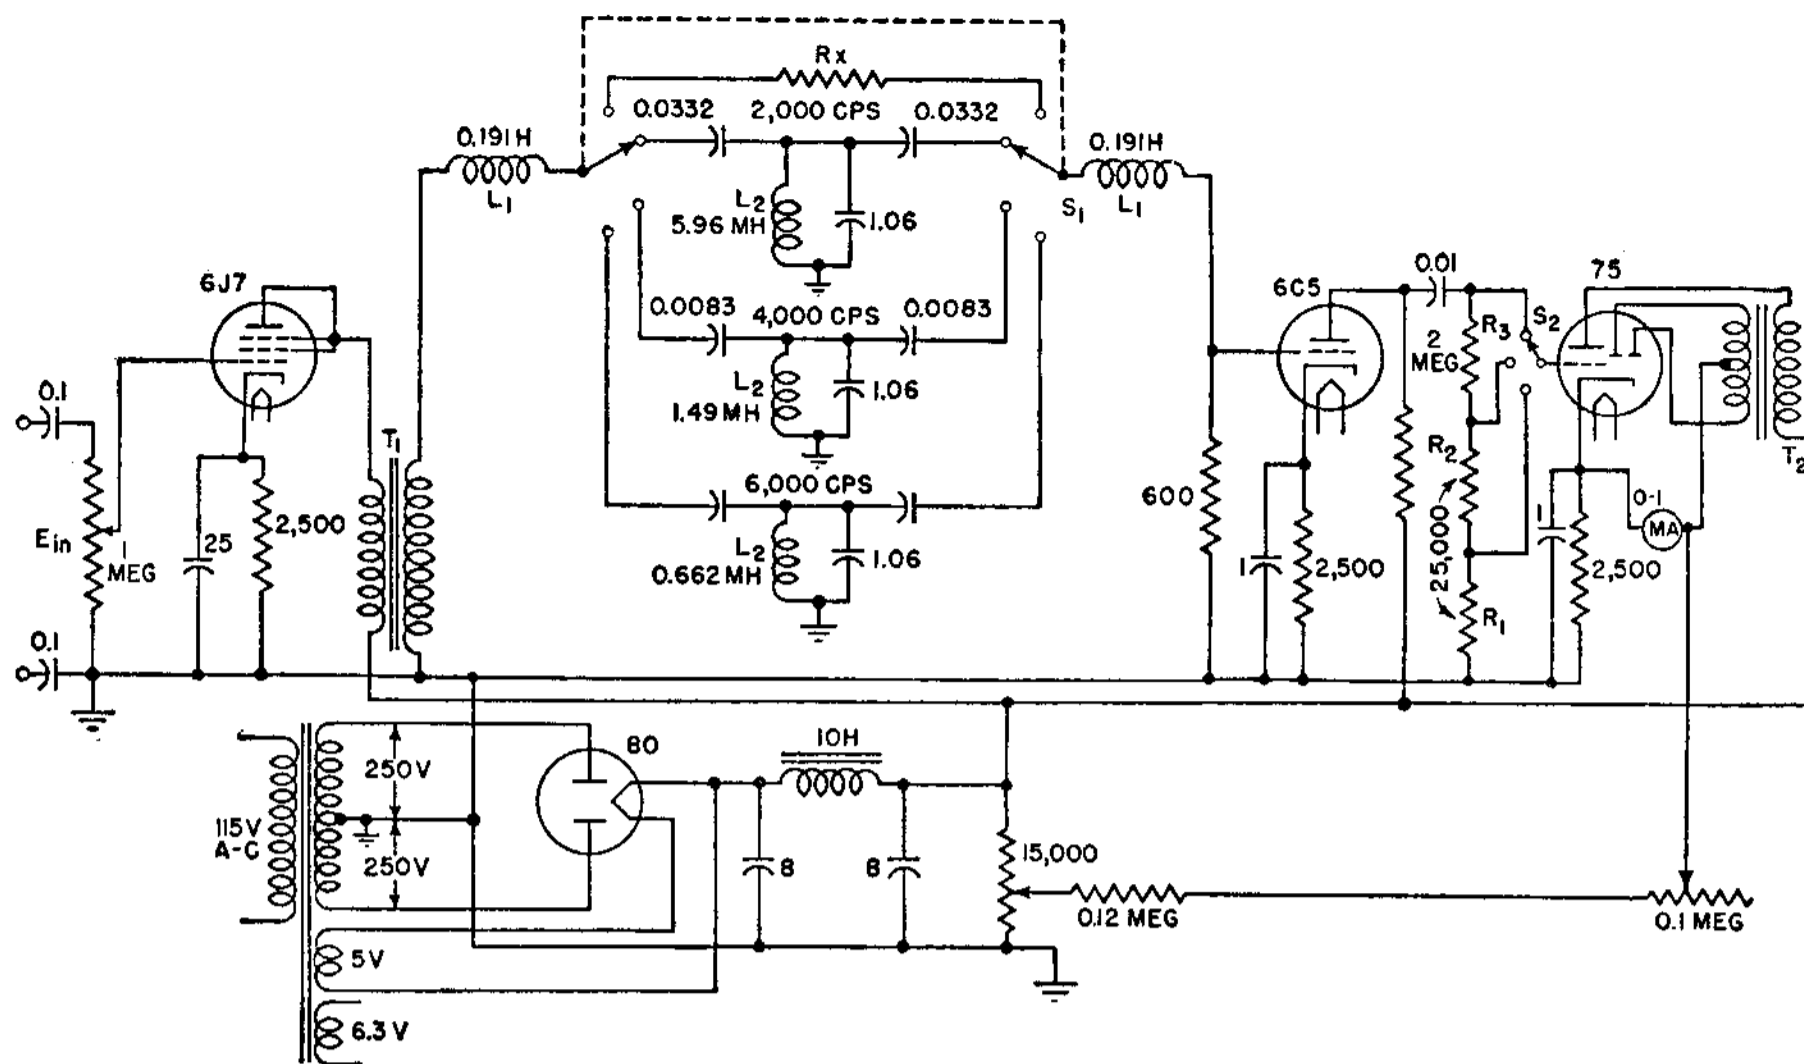 Rx
0.0332
2,000 CPS
0.0332
0.191H
L1
0.191H
S1
L1
L2
5.96 MH
1.06
6J7
0.0083
4,000 CPS
0.0083
L2
1.49 MH
1.06
6,000 CPS
L2
0.662 MH
1.06
0.1
Ein
1
MEG
0.1
25
2,500
T1
6C5
600
1
2,500
0.01
R3
2
MEG
S2
R2
25,000
R1
75
T2
0-1
MA
1
2,500
115V
A-C
250V
250V
80
10H
8
8
15,000
0.12 MEG
0.1 MEG
5V
6.3 V